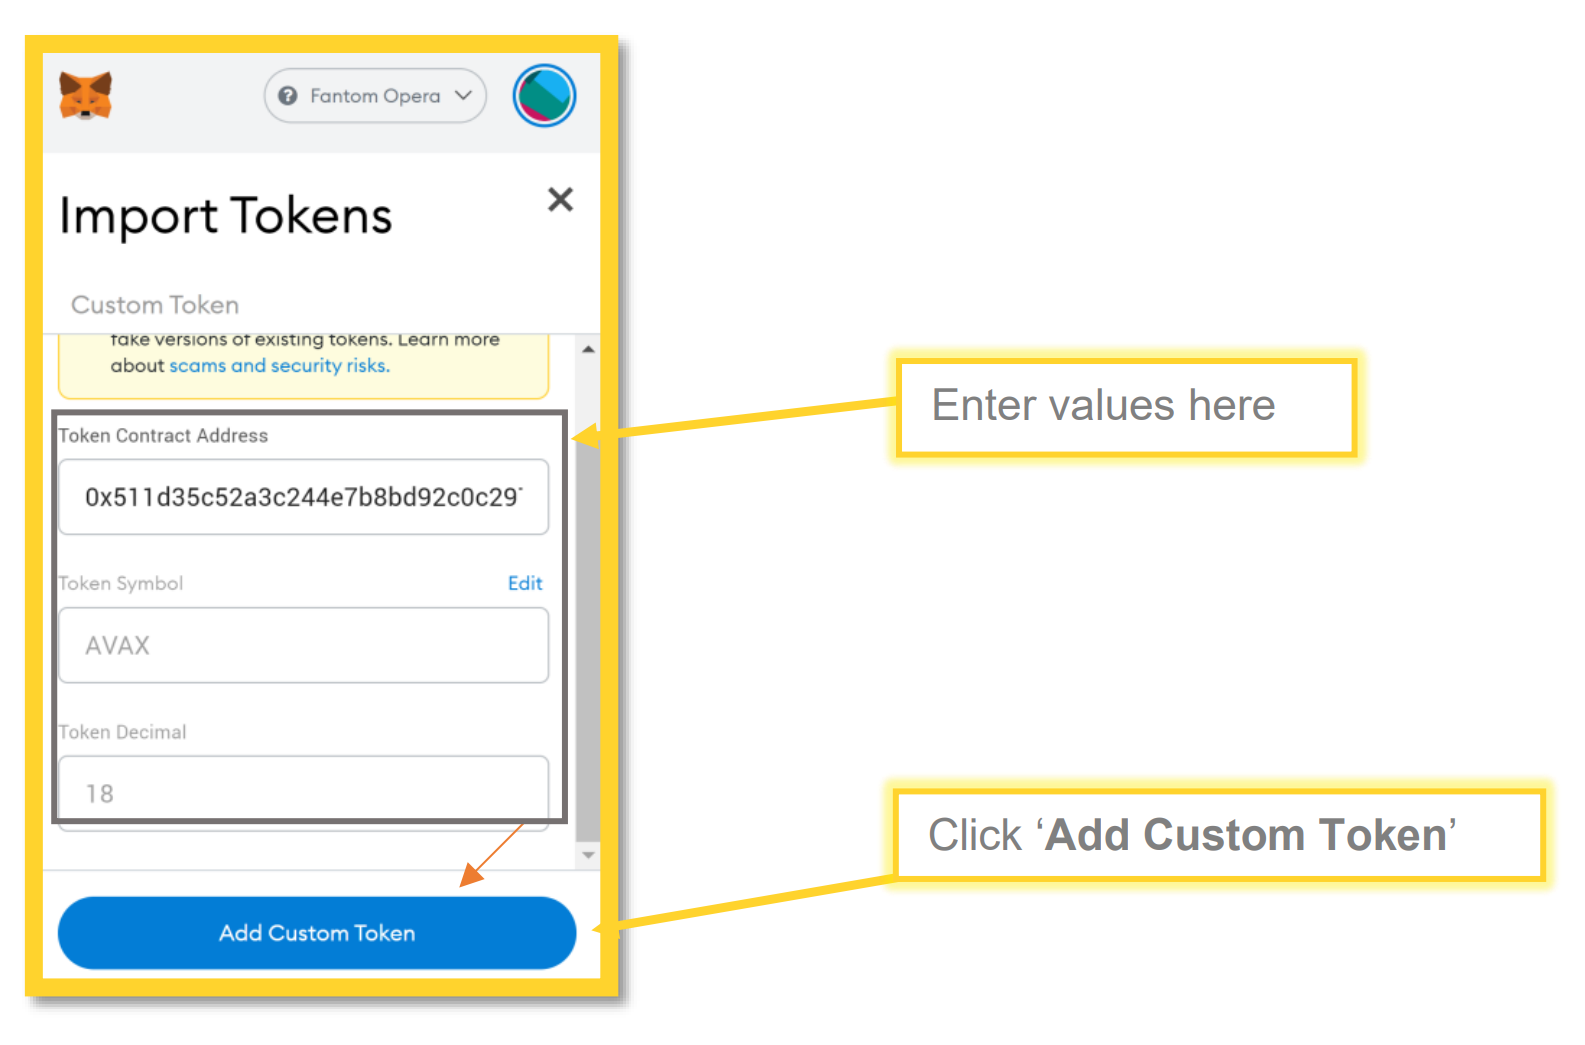 Fantom Opera
Import Tokens
Custom Token
fake versions of existing tokens. Learn more
about scams and security risks.
Token Contract Address
0x511d35c52a3c244e7b8bd92c0c29
Token Symbol
Edit
AVAX
Token Decimal
18
Add Custom Token
Enter values here
Click ‘Add Custom Token’